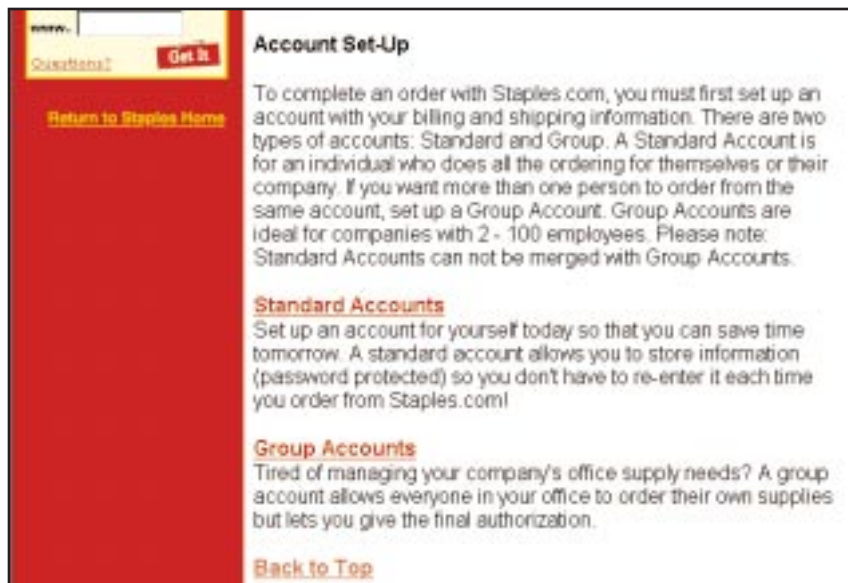 www.
Get It
Questions?
Return to Staples Home
Account Set-Up
To complete an order with Staples.com, you must first set up an
account with your billing and shipping information. There are two
types of accounts: Standard and Group. A Standard Account is
for an individual who does all the ordering for themselves or their
company. If you want more than one person to order from the
same account, set up a Group Account. Group Accounts are
ideal for companies with 2 - 100 employees. Please note:
Standard Accounts can not be merged with Group Accounts.
Standard Accounts
Set up an account for yourself today so that you can save time
tomorrow. A standard account allows you to store information
(password protected) so you don't have to re-enter it each time
you order from Staples.com!
Group Accounts
Tired of managing your company's office supply needs? A group
account allows everyone in your office to order their own supplies
but lets you give the final authorization.
Back to Top